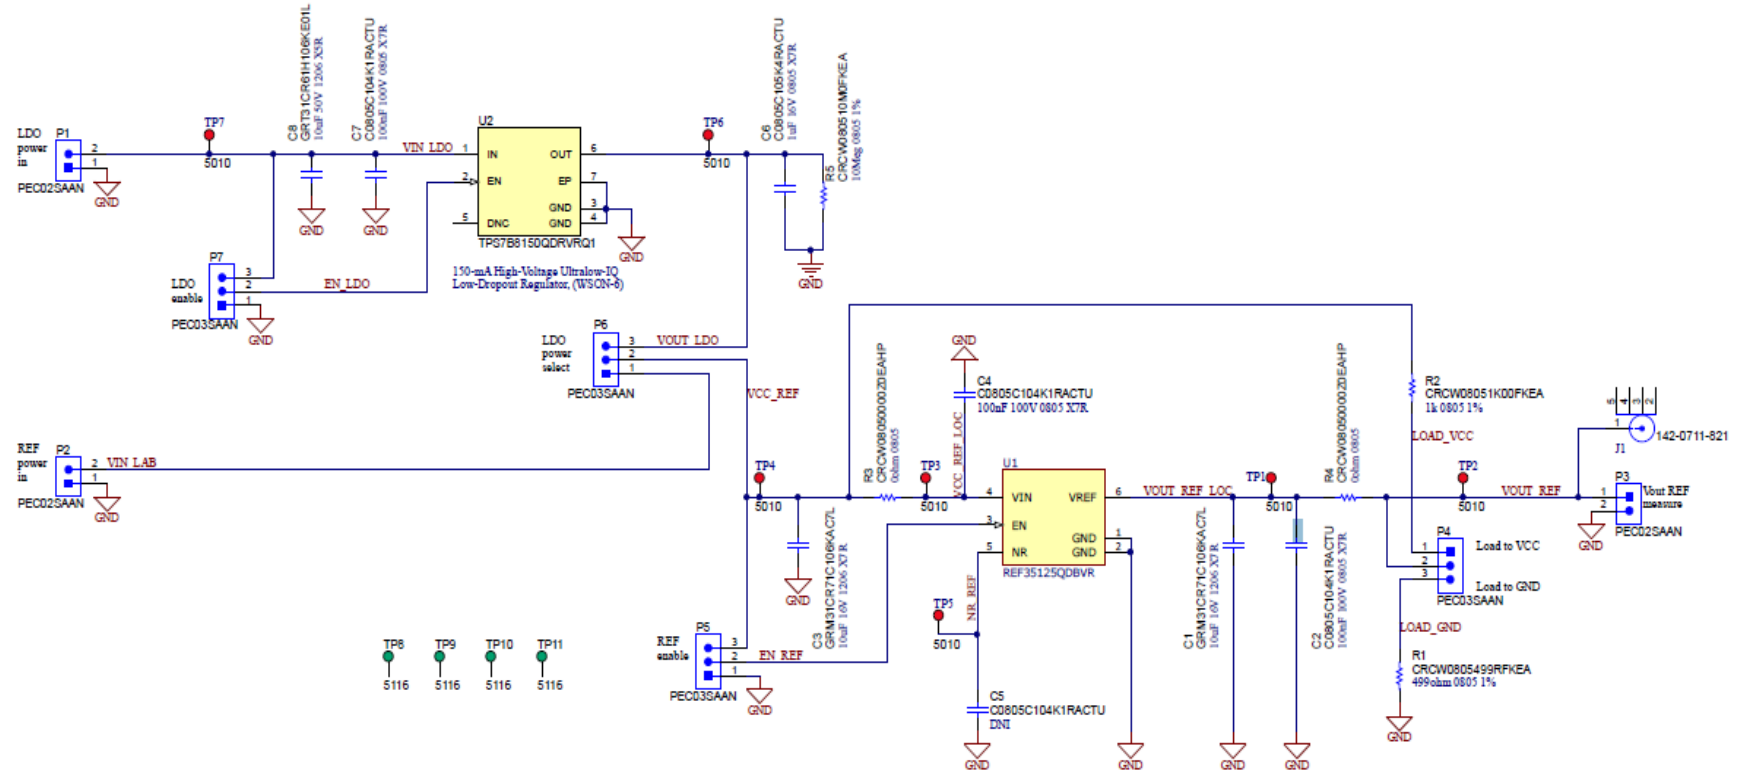 LDO
power
in
P1
2
1
PEC02SAAN
GND
TP7
5010
C8
GRT31CR61H106KE01L
10uF 50V 1206 X5R
GND
C7
C0805C104K1RACTU
100nF 100V 0805 X7R
GND
VIN_LDO
U2
1 IN
2 EN
5 DNC
OUT 6
EP 7
GND 3
GND 4
TPS7B8150QDRVRQ1
GND
150-mA High-Voltage Ultralow-IQ
Low-Dropout Regulator, (WSON-6)
TP6
5010
C6
C0805C105K4RACTU
1uF 16V 0805 X7R
R5
CRCW080510M0FKEA
10Meg 0805 1%
GND
P7
LDO
enable
3
2
1
PEC03SAAN
EN_LDO
GND
P6
LDO
power
select
3
2
1
PEC03SAAN
VOUT_LDO
VCC_REF
REF
power
in
P2
2
1
PEC02SAAN
VIN_LAB
GND
TP4
5010
C3
GRM31CR71C106KAC7L
10uF 16V 1206 X7R
GND
R3
CRCW08050000Z0EAHP
0ohm 0805
TP3
5010
GND
C4
C0805C104K1RACTU
100nF 100V 0805 X7R
VCC_REF_LOC
U1
4 VIN
3 EN
5 NR
VREF 6
GND 1
GND 2
REF35125QDBVR
GND
NR_REF
TP5
5010
C5
C0805C104K1RACTU
DNI
GND
REF
enable
P5
3
2
1
PEC03SAAN
EN_REF
GND
VOUT_REF_LOC
TP1
5010
C1
GRM31CR71C106KAC7L
10uF 16V 1206 X7R
GND
C2
C0805C104K1RACTU
100nF 100V 0805 X7R
GND
R4
CRCW08050000Z0EAHP
0ohm 0805
R2
CRCW08051K00FKEA
1k 0805 1%
LOAD_VCC
TP2
5010
VOUT_REF
5 4 3 2
1
142-0711-821
J1
P3
1
2
Vout REF
measure
PEC02SAAN
GND
P4
1
2
3
Load to VCC
Load to GND
PEC03SAAN
LOAD_GND
R1
CRCW0805499RFKEA
499ohm 0805 1%
GND
TP8
5116
TP9
5116
TP10
5116
TP11
5116